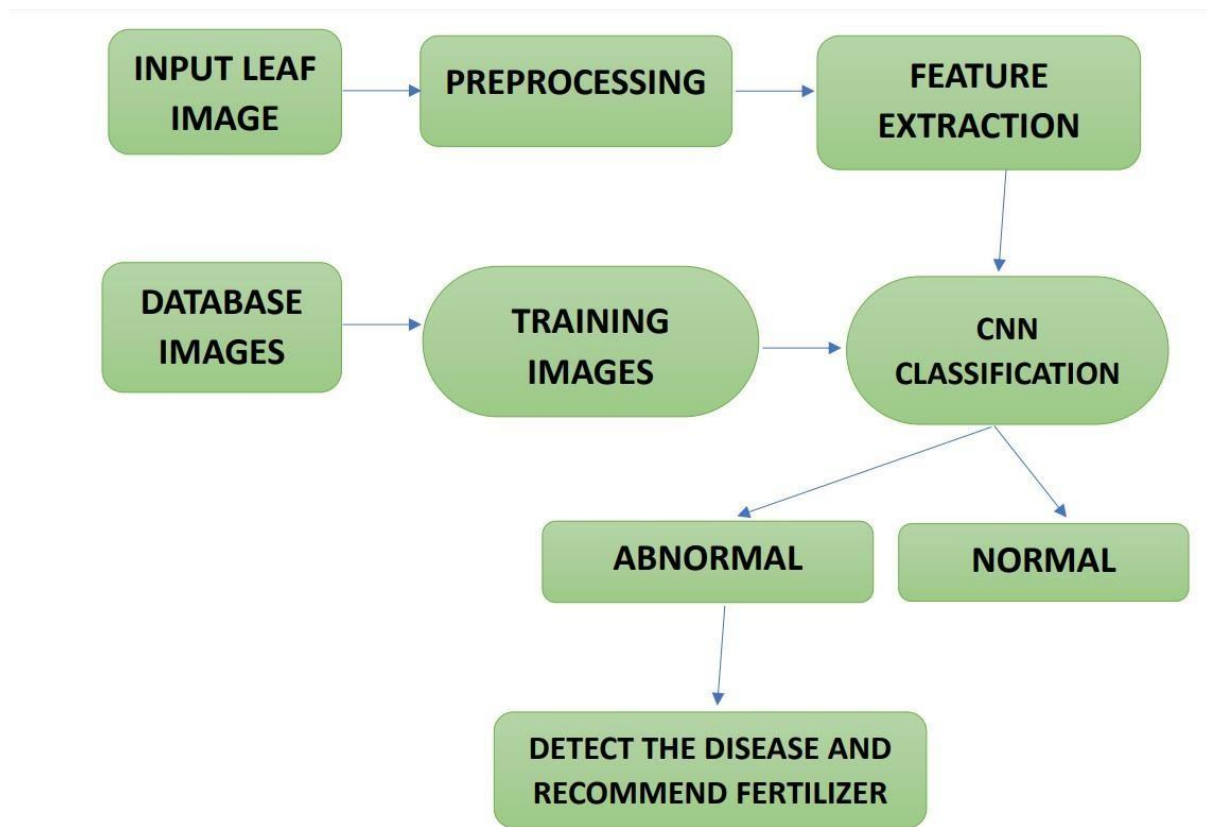 INPUT LEAF
IMAGE
PREPROCESSING
FEATURE
EXTRACTION
DATABASE
IMAGES
TRAINING
IMAGES
CNN
CLASSIFICATION
ABNORMAL
NORMAL
DETECT THE DISEASE AND
RECOMMEND FERTILIZER